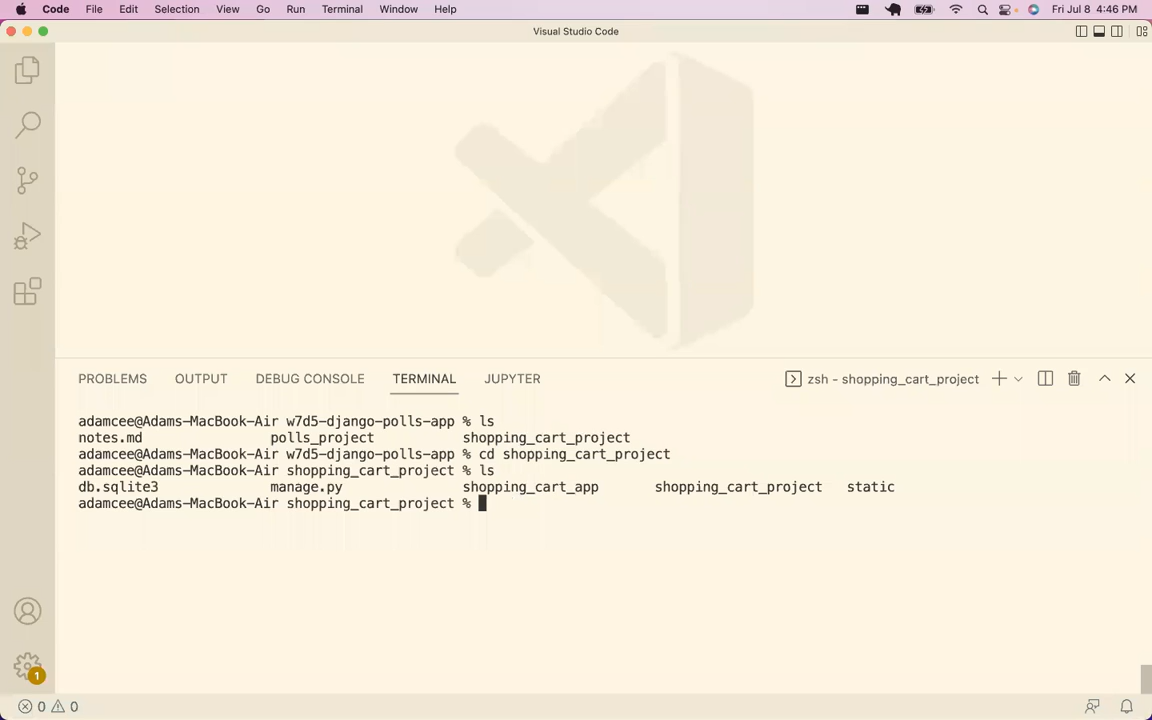 Code File Edit Selection View Go Run Terminal Window Help Fri Jul 8 4:46 PM
Visual Studio Code
PROBLEMS OUTPUT DEBUG CONSOLE TERMINAL JUPYTER zsh - shopping_cart_project
adamcee@Adams-MacBook-Air w7d5-django-polls-app % ls
notes.md polls_project shopping_cart_project
adamcee@Adams-MacBook-Air w7d5-django-polls-app % cd shopping_cart_project
adamcee@Adams-MacBook-Air shopping_cart_project % ls
db.sqlite3 manage.py shopping_cart_app shopping_cart_project static
adamcee@Adams-MacBook-Air shopping_cart_project %
1
0 0